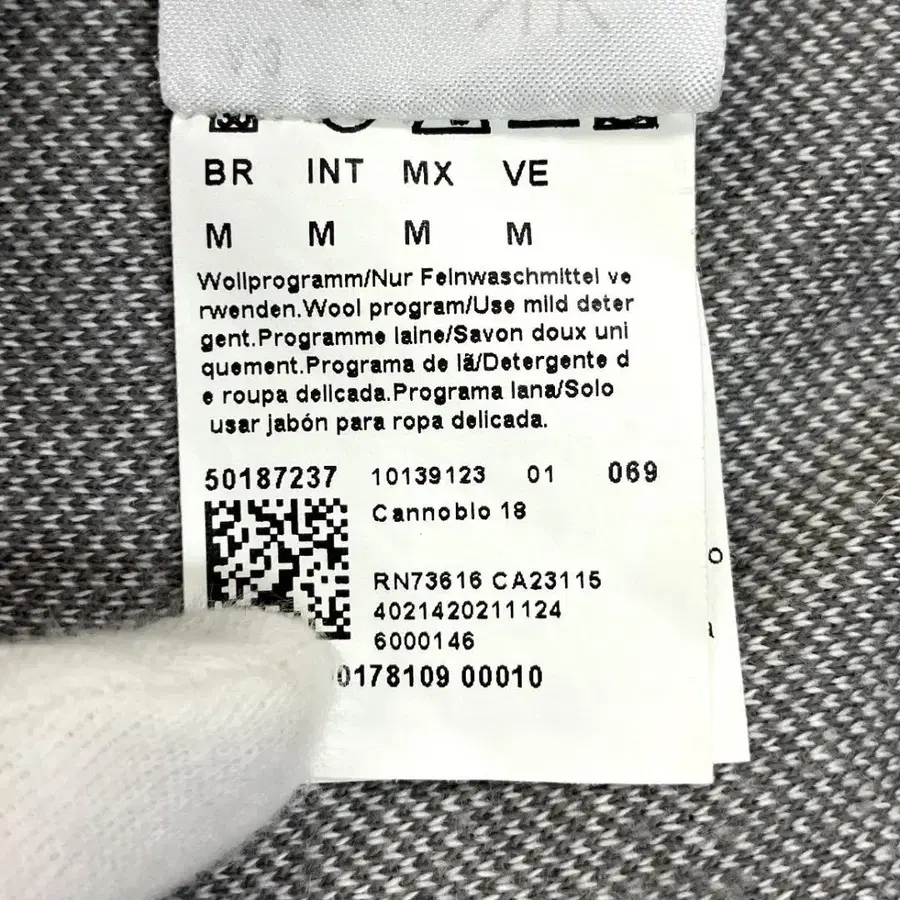 BR INT MX VE
M M M M
Wollprogramm/Nur Feinwaschmittel ve
rwenden.Wool program/Use mild deter
gent.Programme laine/Savon doux uni
quement.Programa de lã/Detergente d
e roupa delicada.Programa lana/Solo
usar jabón para ropa delicada.
50187237 10139123 01 069
Cannobio 18
RN73616 CA23115
4021420211124
6000146
0178109 00010